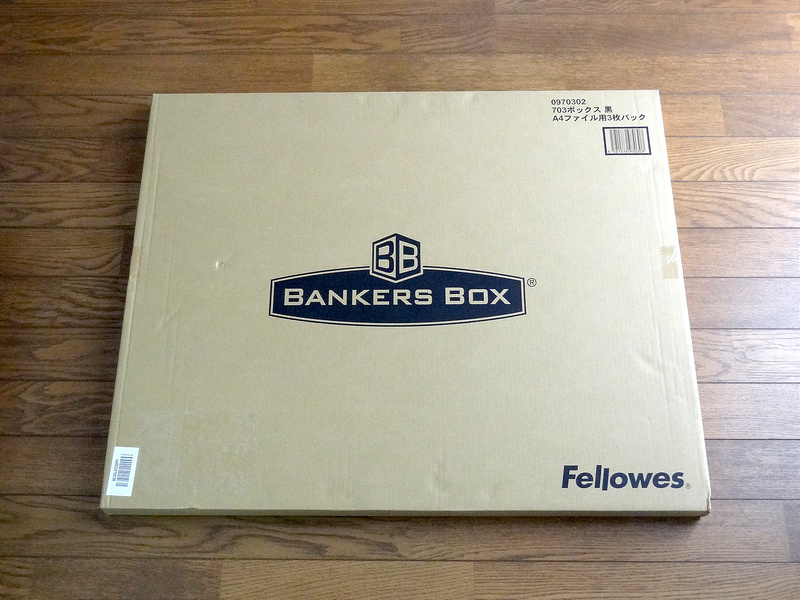 0970302
703ボックス 黒
A4ファイル用3枚パック
BB
BANKERS BOX®
Fellowes®